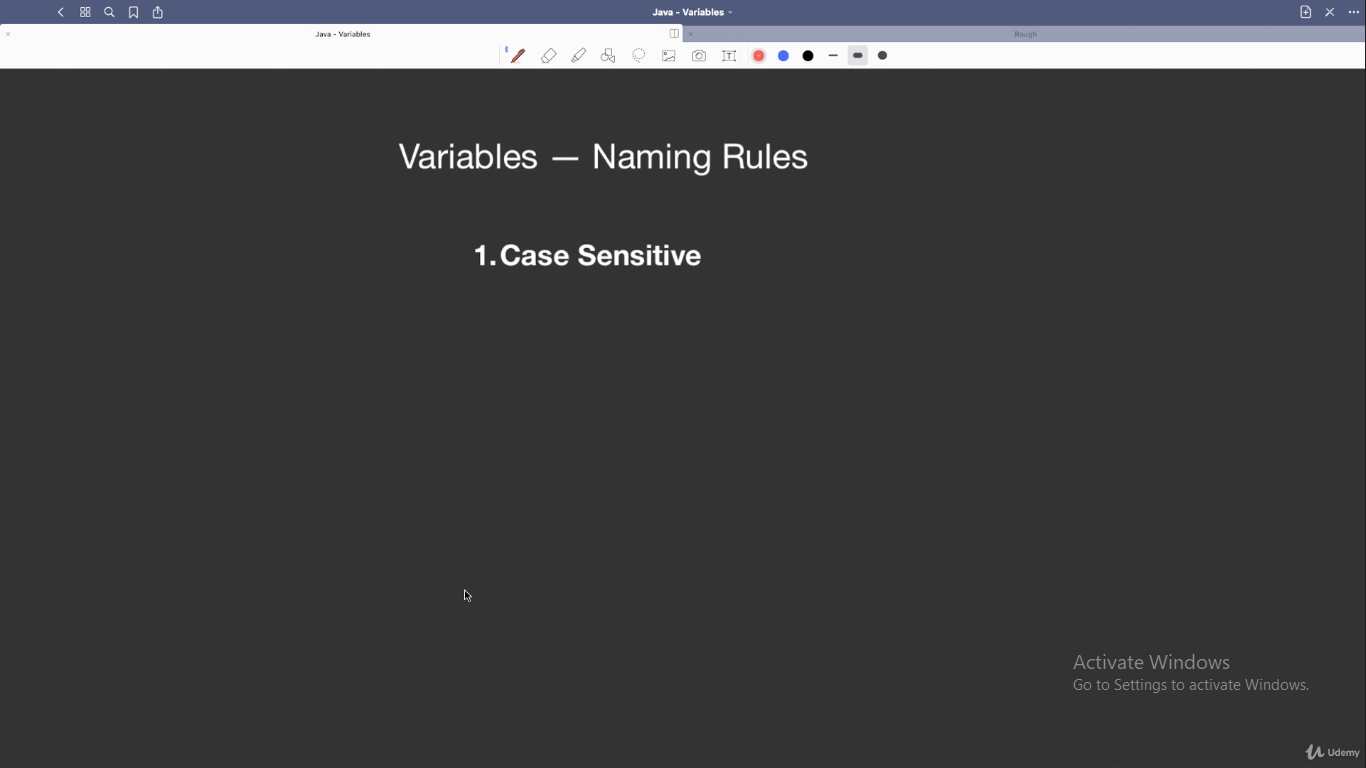 Java - Variables
Java - Variables
Rough
Variables — Naming Rules
1. Case Sensitive
Activate Windows
Go to Settings to activate Windows.
Udemy